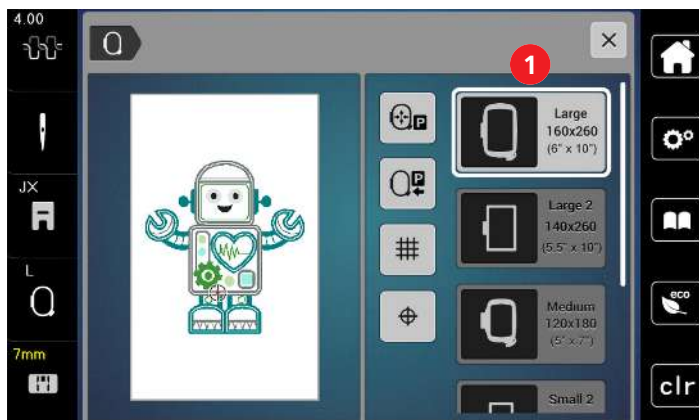 4.00
1
JX
L
7mm
P
P
Large
160x260
(6" x 10")
Large 2
140x260
(5.5" x 10")
Medium
120x180
(5" x 7")
Small 2
eco
clr